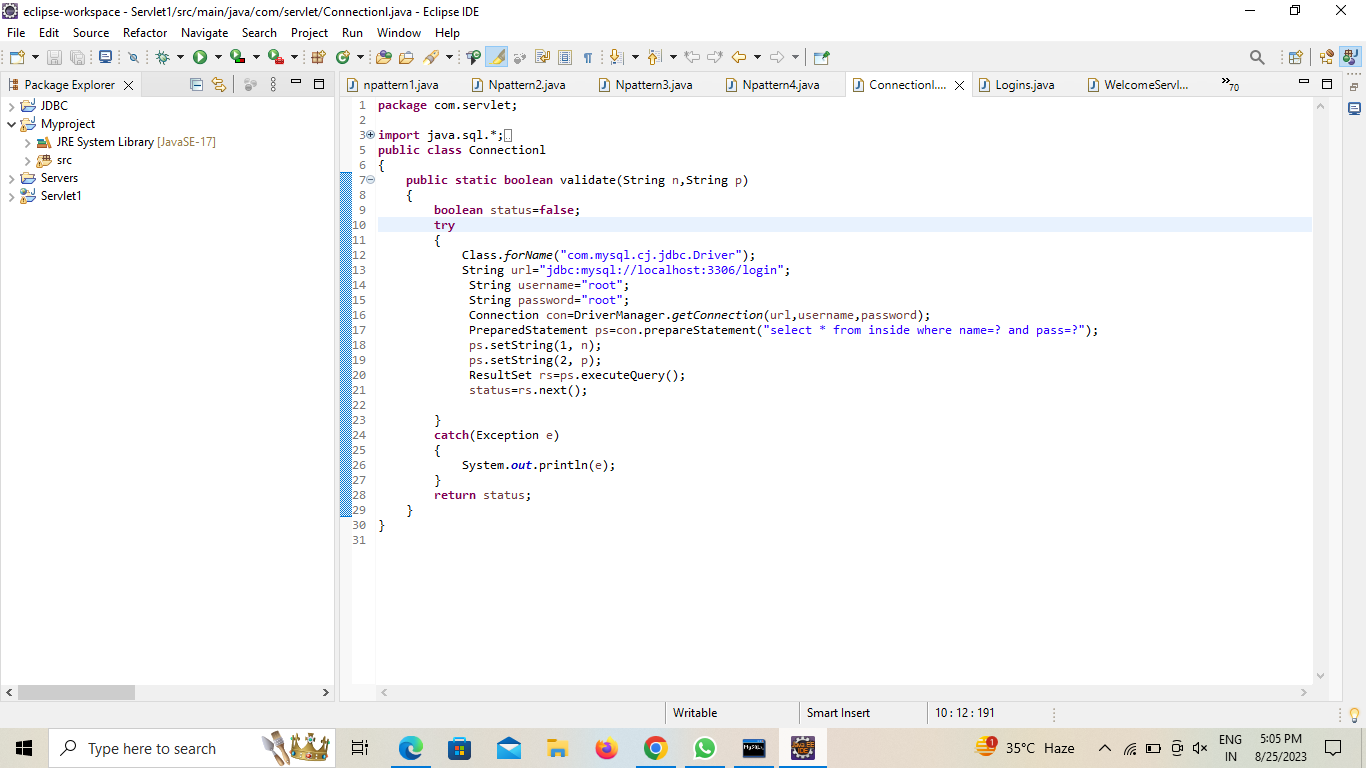 eclipse-workspace - Servlet1/src/main/java/com/servlet/Connectionl.java - Eclipse IDE
File Edit Source Refactor Navigate Search Project Run Window Help
Package Explorer
npattern1.java Npattern2.java Npattern3.java Npattern4.java Connectionl.... Logins.java WelcomeServl... 70
JDBC
Myproject
JRE System Library [JavaSE-17]
src
Servers
Servlet1
1 package com.servlet;
2
3 import java.sql.*;
5 public class Connectionl
6 {
7 public static boolean validate(String n,String p)
8 {
9 boolean status=false;
10 try
11 {
12 Class.forName("com.mysql.cj.jdbc.Driver");
13 String url="jdbc:mysql://localhost:3306/login";
14 String username="root";
15 String password="root";
16 Connection con=DriverManager.getConnection(url,username,password);
17 PreparedStatement ps=con.prepareStatement("select * from inside where name=? and pass=?");
18 ps.setString(1, n);
19 ps.setString(2, p);
20 ResultSet rs=ps.executeQuery();
21 status=rs.next();
22
23 }
24 catch(Exception e)
25 {
26 System.out.println(e);
27 }
28 return status;
29 }
30 }
31
Writable Smart Insert 10 : 12 : 191
Type here to search
MySQL
35°C Haze
ENG
IN
5:05 PM
8/25/2023